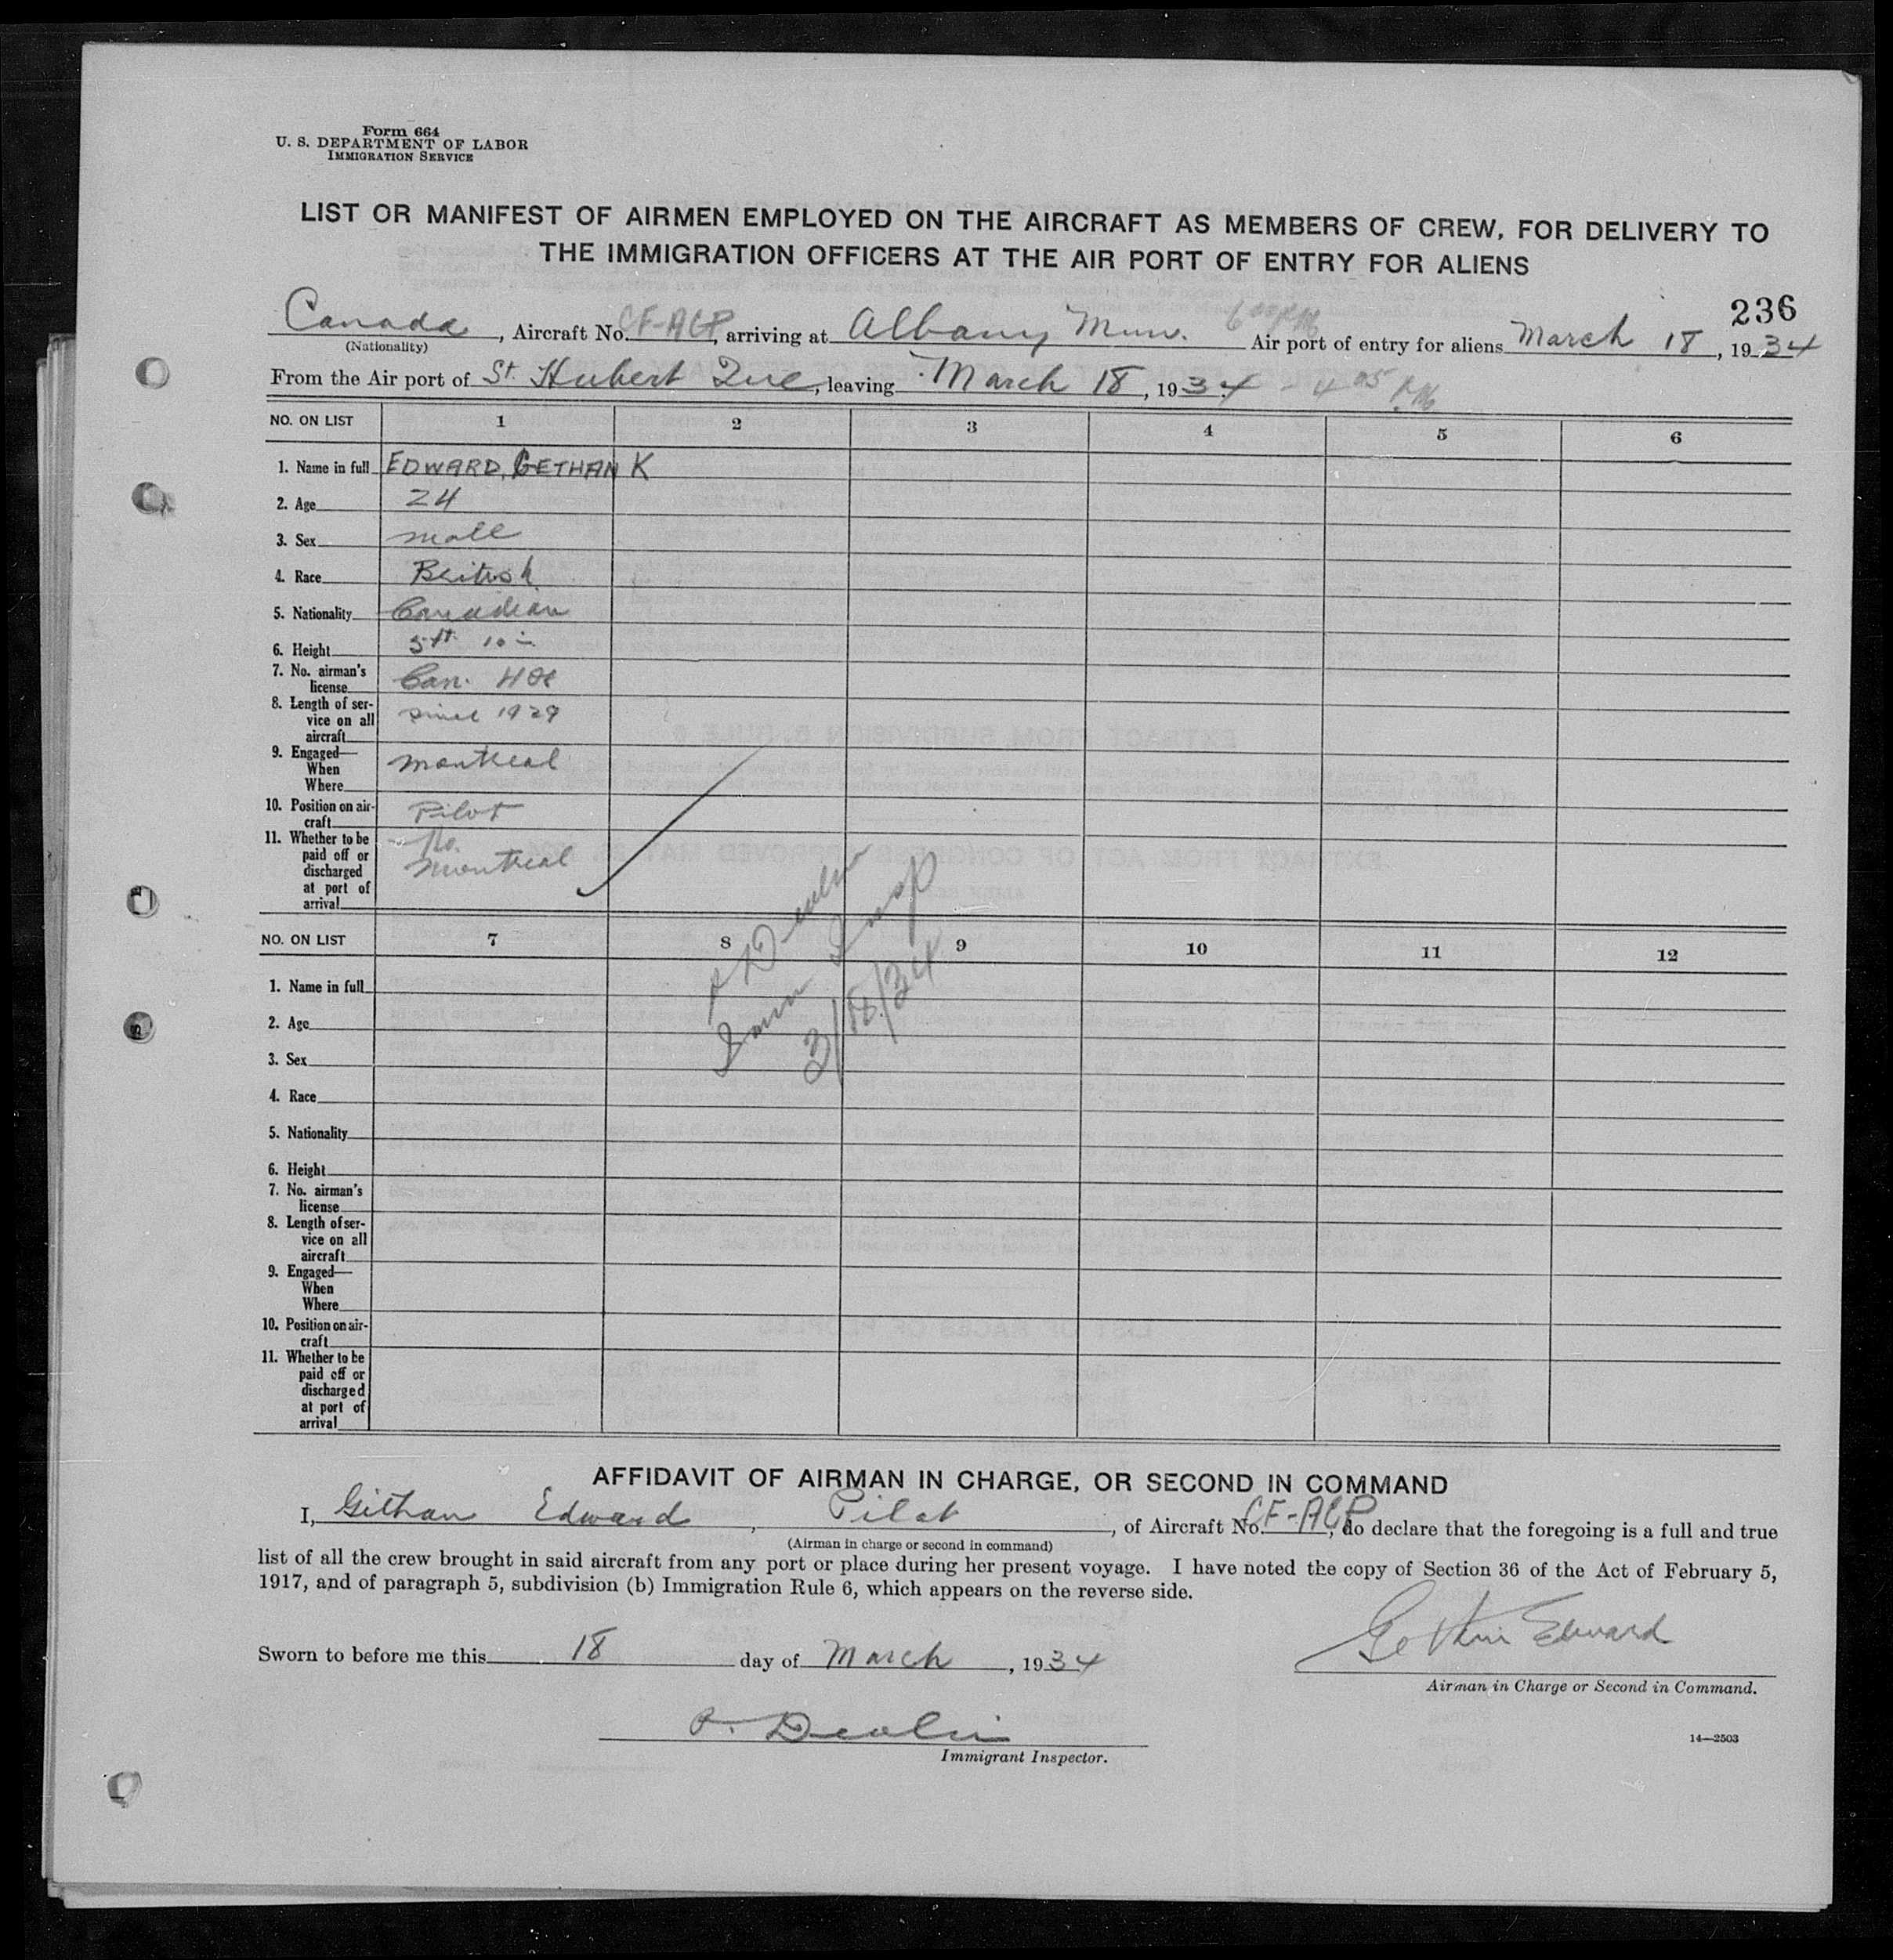 Form 664
U. S. DEPARTMENT OF LABOR
IMMIGRATION SERVICE
LIST OR MANIFEST OF AIRMEN EMPLOYED ON THE AIRCRAFT AS MEMBERS OF CREW, FOR DELIVERY TO
THE IMMIGRATION OFFICERS AT THE AIR PORT OF ENTRY FOR ALIENS
236
Canada, Aircraft No. CF-ACP, arriving at Albany Mun. 6 00 PM Air port of entry for aliens March 18, 1934
(Nationality)
From the Air port of St. Hubert Que, leaving March 18, 1934 - 4 05 P.M.
NO. ON LIST 1 2 3 4 5 6
1. Name in full EDWARD, GETHAN K
2. Age 24
3. Sex male
4. Race British
5. Nationality Canadian
6. Height 5 ft. 10 in
7. No. airman's
license Can.
8. Length of ser-
vice on all
aircraft since 1929
9. Engaged—
When
Where Montreal
10. Position on air-
craft Pilot
11. Whether to be
paid off or
discharged
at port of
arrival
No.
Montreal
P Devlin
Imm Insp
3/18/34
NO. ON LIST 7 8 9 10 11 12
1. Name in full
2. Age
3. Sex
4. Race
5. Nationality
6. Height
7. No. airman's
license
8. Length of ser-
vice on all
aircraft
9. Engaged—
When
Where
10. Position on air-
craft
11. Whether to be
paid off or
discharged
at port of
arrival
AFFIDAVIT OF AIRMAN IN CHARGE, OR SECOND IN COMMAND
I, Githan Edward, Pilot, of Aircraft No. CF-ACP, do declare that the foregoing is a full and true
(Airman in charge or second in command)
list of all the crew brought in said aircraft from any port or place during her present voyage. I have noted the copy of Section 36 of the Act of February 5,
1917, and of paragraph 5, subdivision (b) Immigration Rule 6, which appears on the reverse side.
Gethin Edward
Sworn to before me this 18 day of March, 1934
Airman in Charge or Second in Command.
P. Devlin
Immigrant Inspector.
14—2503